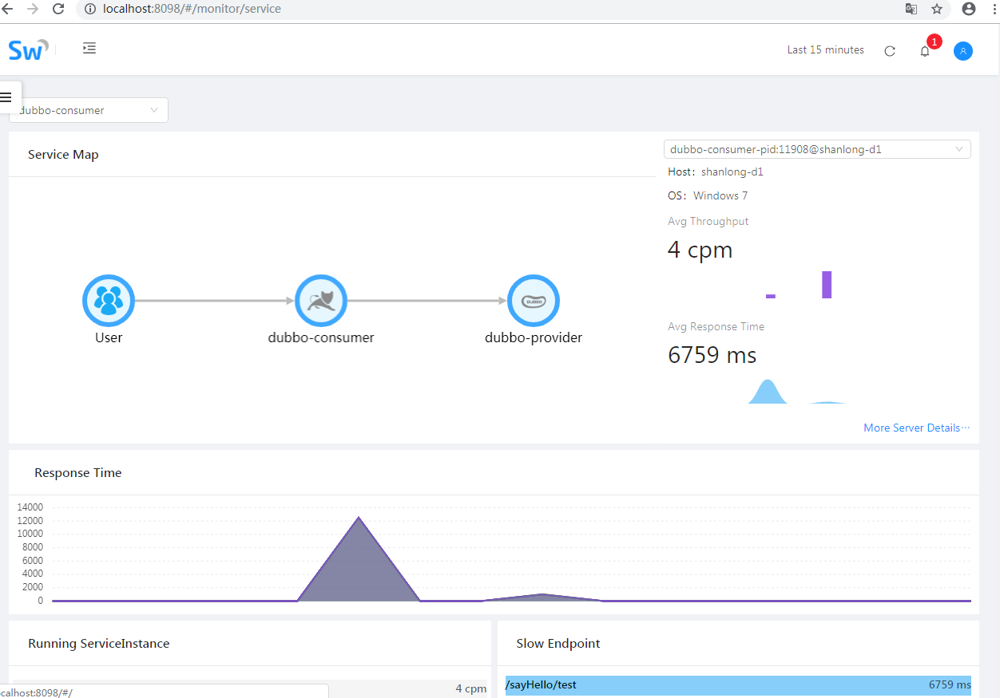 localhost:8098/#/monitor/service
Sw
Last 15 minutes
1
dubbo-consumer
Service Map
dubbo-consumer-pid:11908@shanlong-d1
Host: shanlong-d1
OS: Windows 7
Avg Throughput
4 cpm
User
dubbo-consumer
DUBBO
dubbo-provider
Avg Response Time
6759 ms
More Server Details···
Response Time
14000
12000
10000
8000
6000
4000
2000
0
Running ServiceInstance
Slow Endpoint
4 cpm
/sayHello/test 6759 ms
calhost:8098/#/